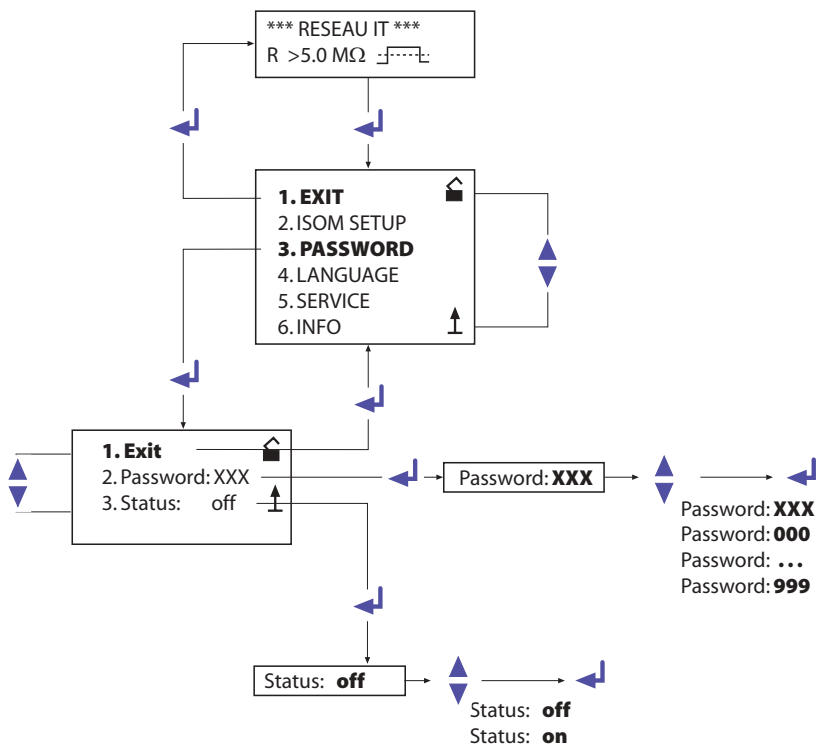 *** RESEAU IT ***
R >5.0 MΩ
1. EXIT
2. ISOM SETUP
3. PASSWORD
4. LANGUAGE
5. SERVICE
6. INFO
1. Exit
2. Password: XXX
3. Status: off
Password: XXX
Password: XXX
Password: 000
Password: ...
Password: 999
Status: off
Status: off
Status: on